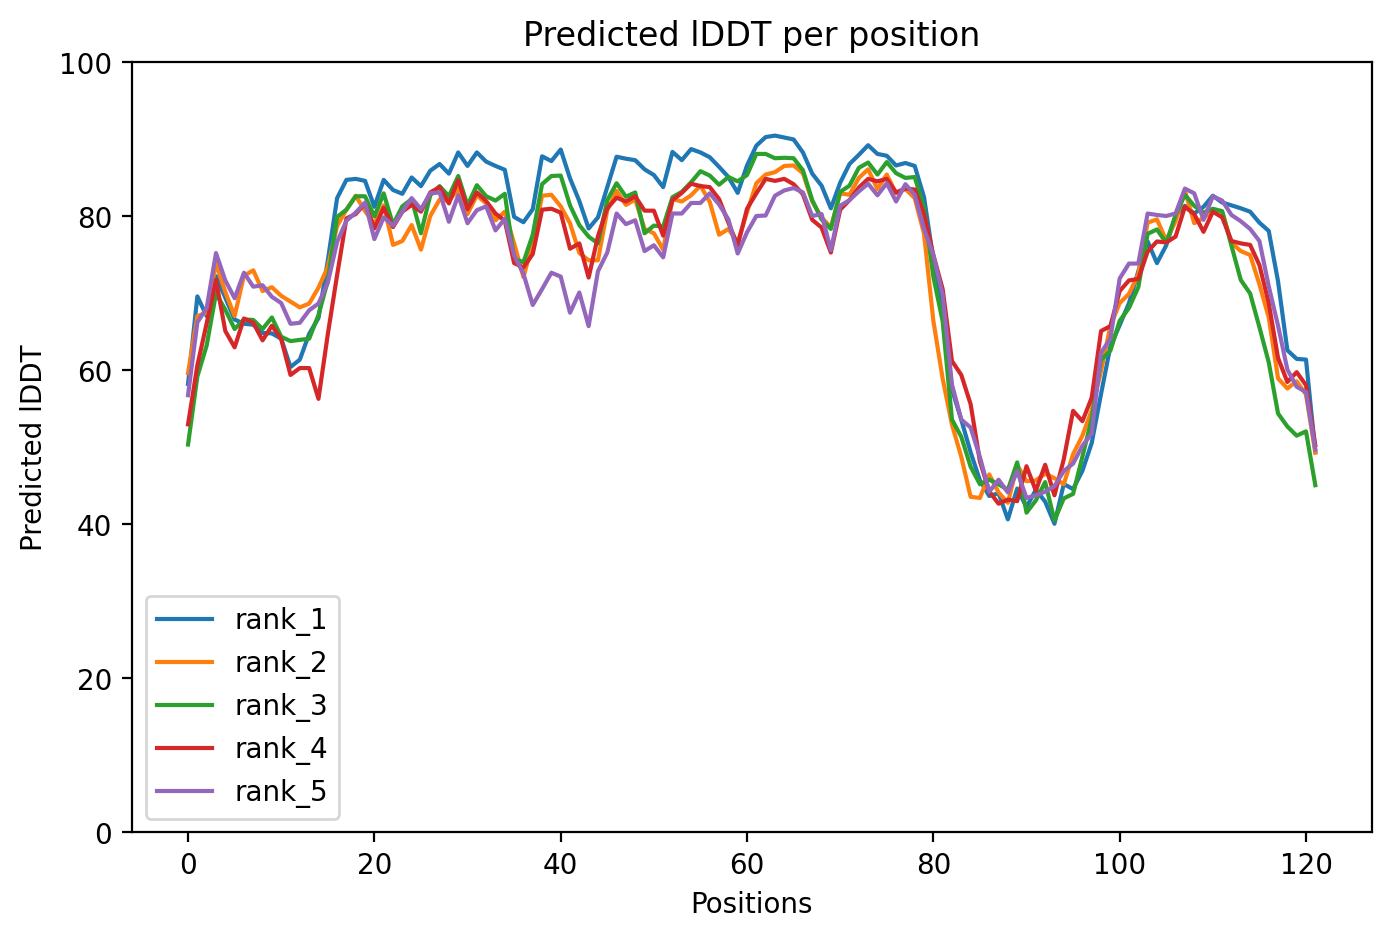 Predicted lDDT per position
100
80
60
40
20
0
Predicted lDDT
rank_1
rank_2
rank_3
rank_4
rank_5
0 20 40 60 80 100 120
Positions